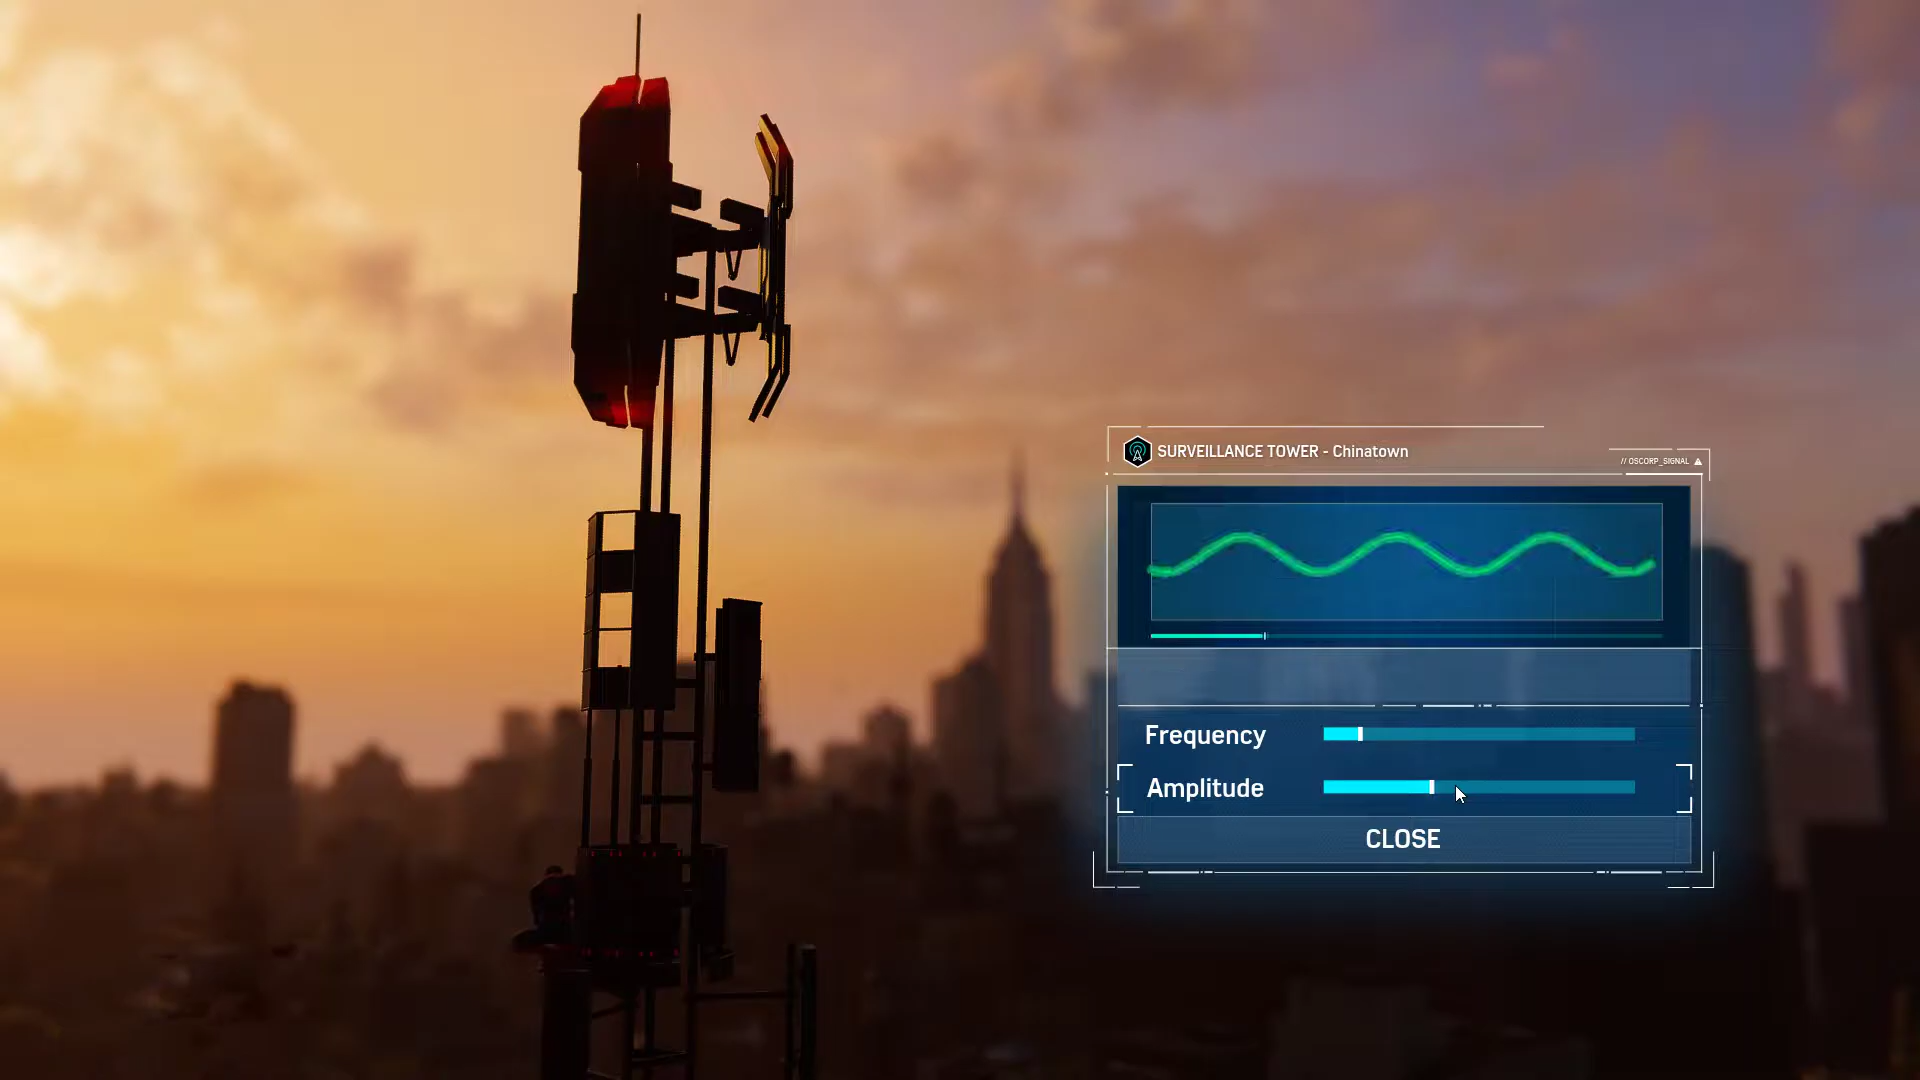 SURVEILLANCE TOWER - Chinatown
// OSCORP_SIGNAL
Frequency
Amplitude
CLOSE